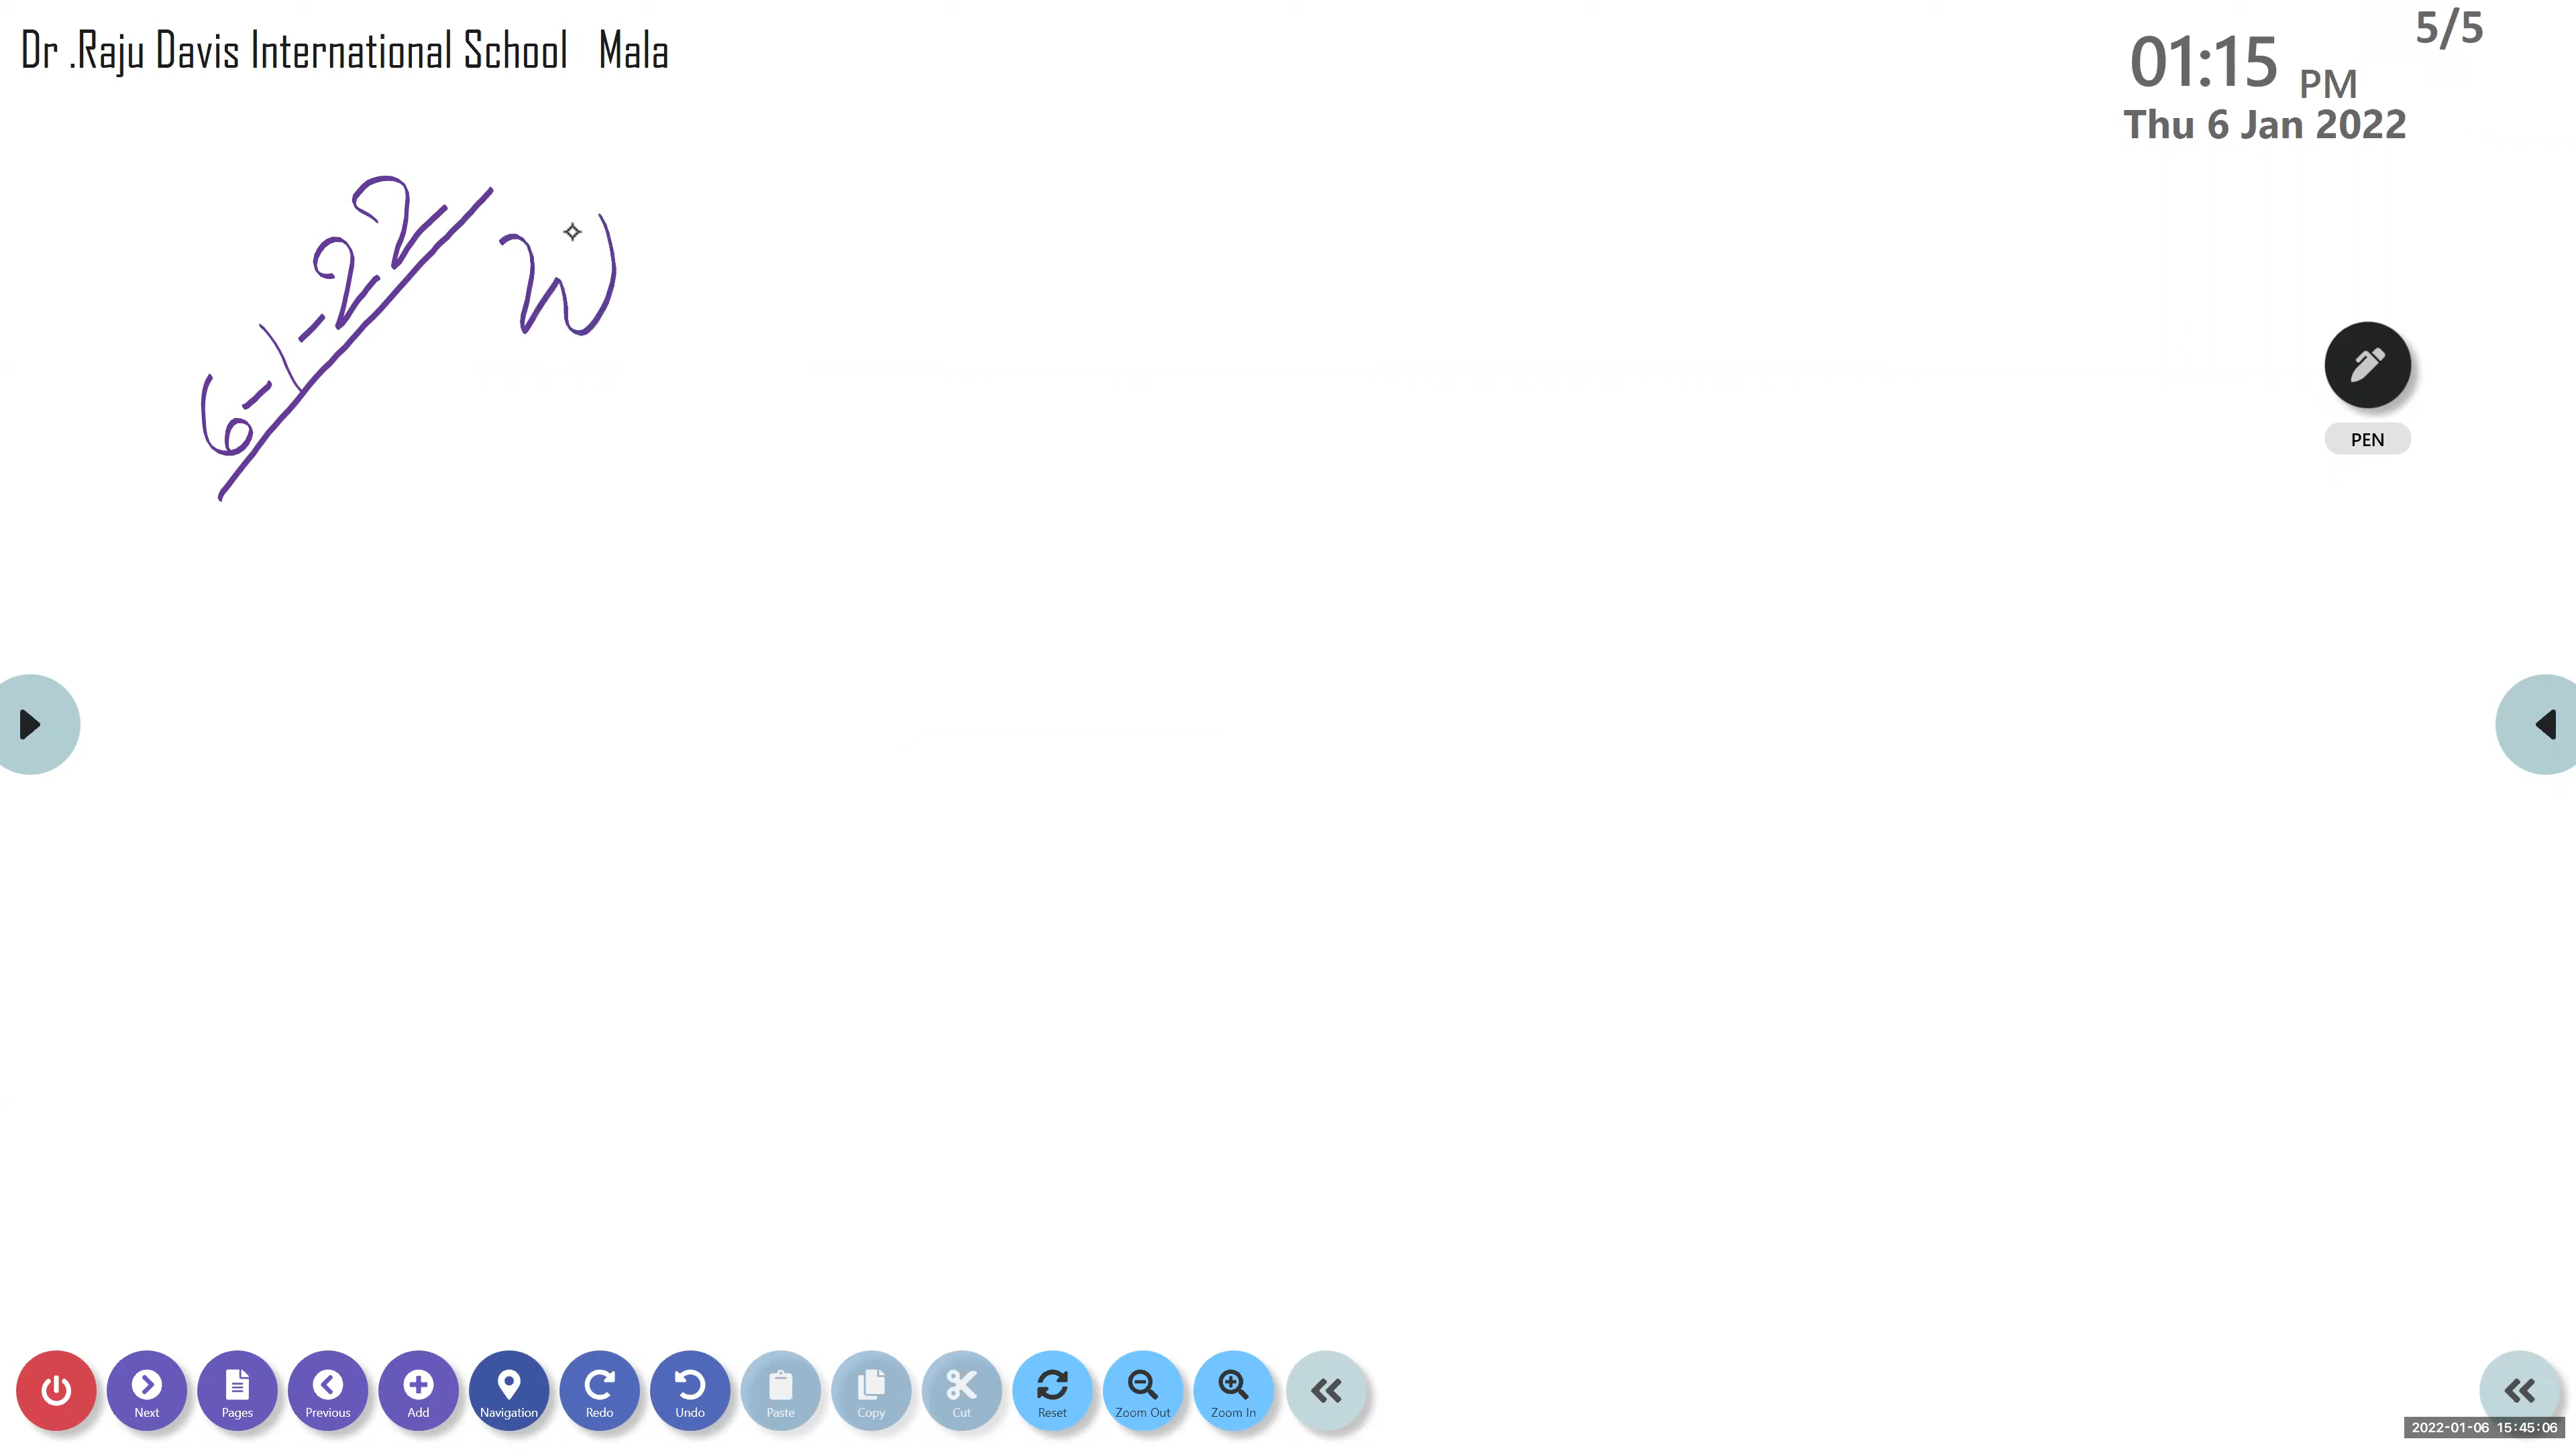 Dr .Raju Davis International School Mala
5/5
01:15 PM
Thu 6 Jan 2022
6-1-22
W
PEN
Next
Pages
Previous
Add
Navigation
Redo
Undo
Paste
Copy
Cut
Reset
Zoom Out
Zoom In
2022-01-06 15:45:06